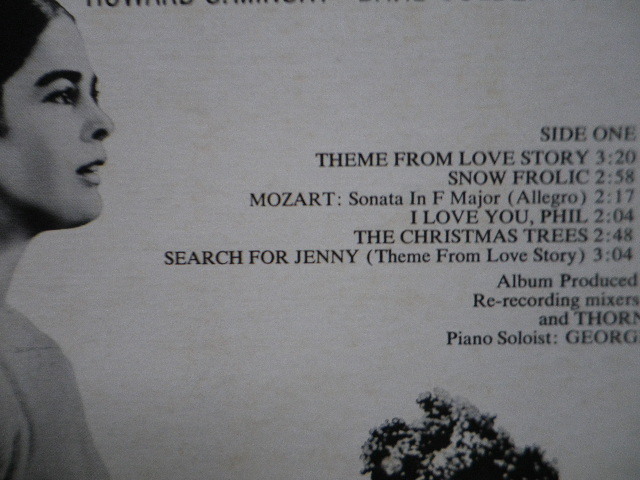 SIDE ONE
THEME FROM LOVE STORY 3:20
SNOW FROLIC 2:58
MOZART: Sonata In F Major (Allegro) 2:17
I LOVE YOU, PHIL 2:04
THE CHRISTMAS TREES 2:48
SEARCH FOR JENNY (Theme From Love Story) 3:04
Album Produced
Re-recording mixers
and THORN
Piano Soloist: GEORG